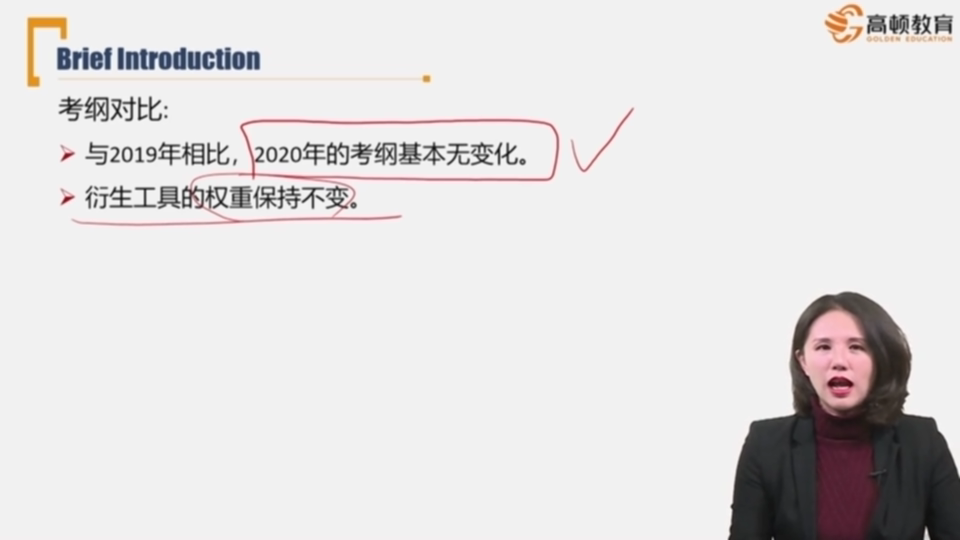 高顿教育
GOLDEN EDUCATION
Brief Introduction
考纲对比:
与2019年相比，2020年的考纲基本无变化。
衍生工具的权重保持不变。